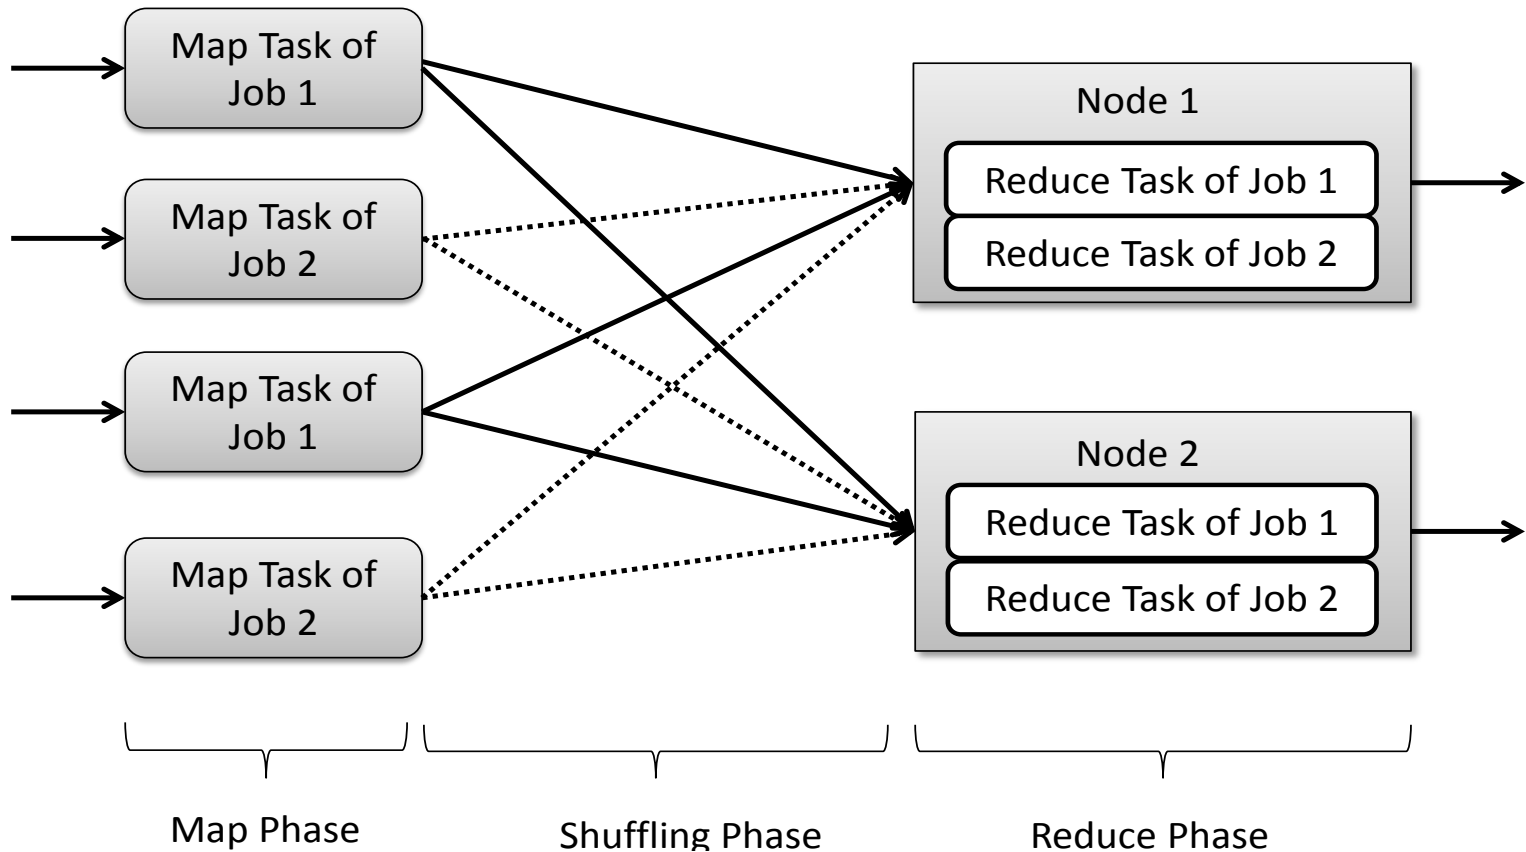 Map Task of
Job 1
Map Task of
Job 2
Map Task of
Job 1
Map Task of
Job 2
Node 1
Reduce Task of Job 1
Reduce Task of Job 2
Node 2
Reduce Task of Job 1
Reduce Task of Job 2
Map Phase
Shuffling Phase
Reduce Phase